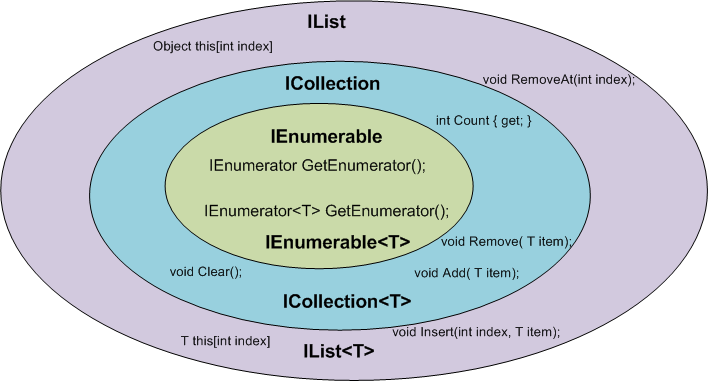 IList
Object this[int index]
ICollection
void RemoveAt(int index);
int Count { get; }
IEnumerable
IEnumerator GetEnumerator();
IEnumerator<T> GetEnumerator();
IEnumerable<T>
void Remove( T item);
void Clear();
void Add( T item);
ICollection<T>
void Insert(int index, T item);
T this[int index]
IList<T>